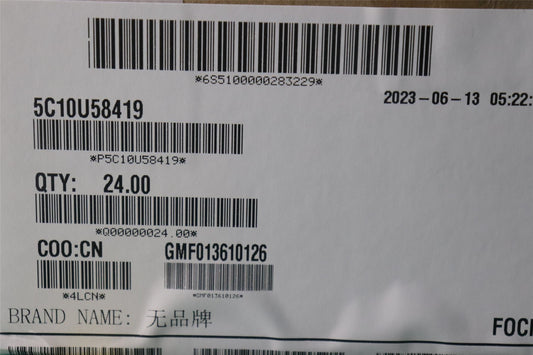 *6S5100000283229*
2023-06-13 05:22:
5C10U58419
*P5C10U58419*
QTY: 24.00
*Q00000024.00*
COO:CN GMF013610126
*4LCN* *GMF013610126*
BRAND NAME: 无品牌
FOC